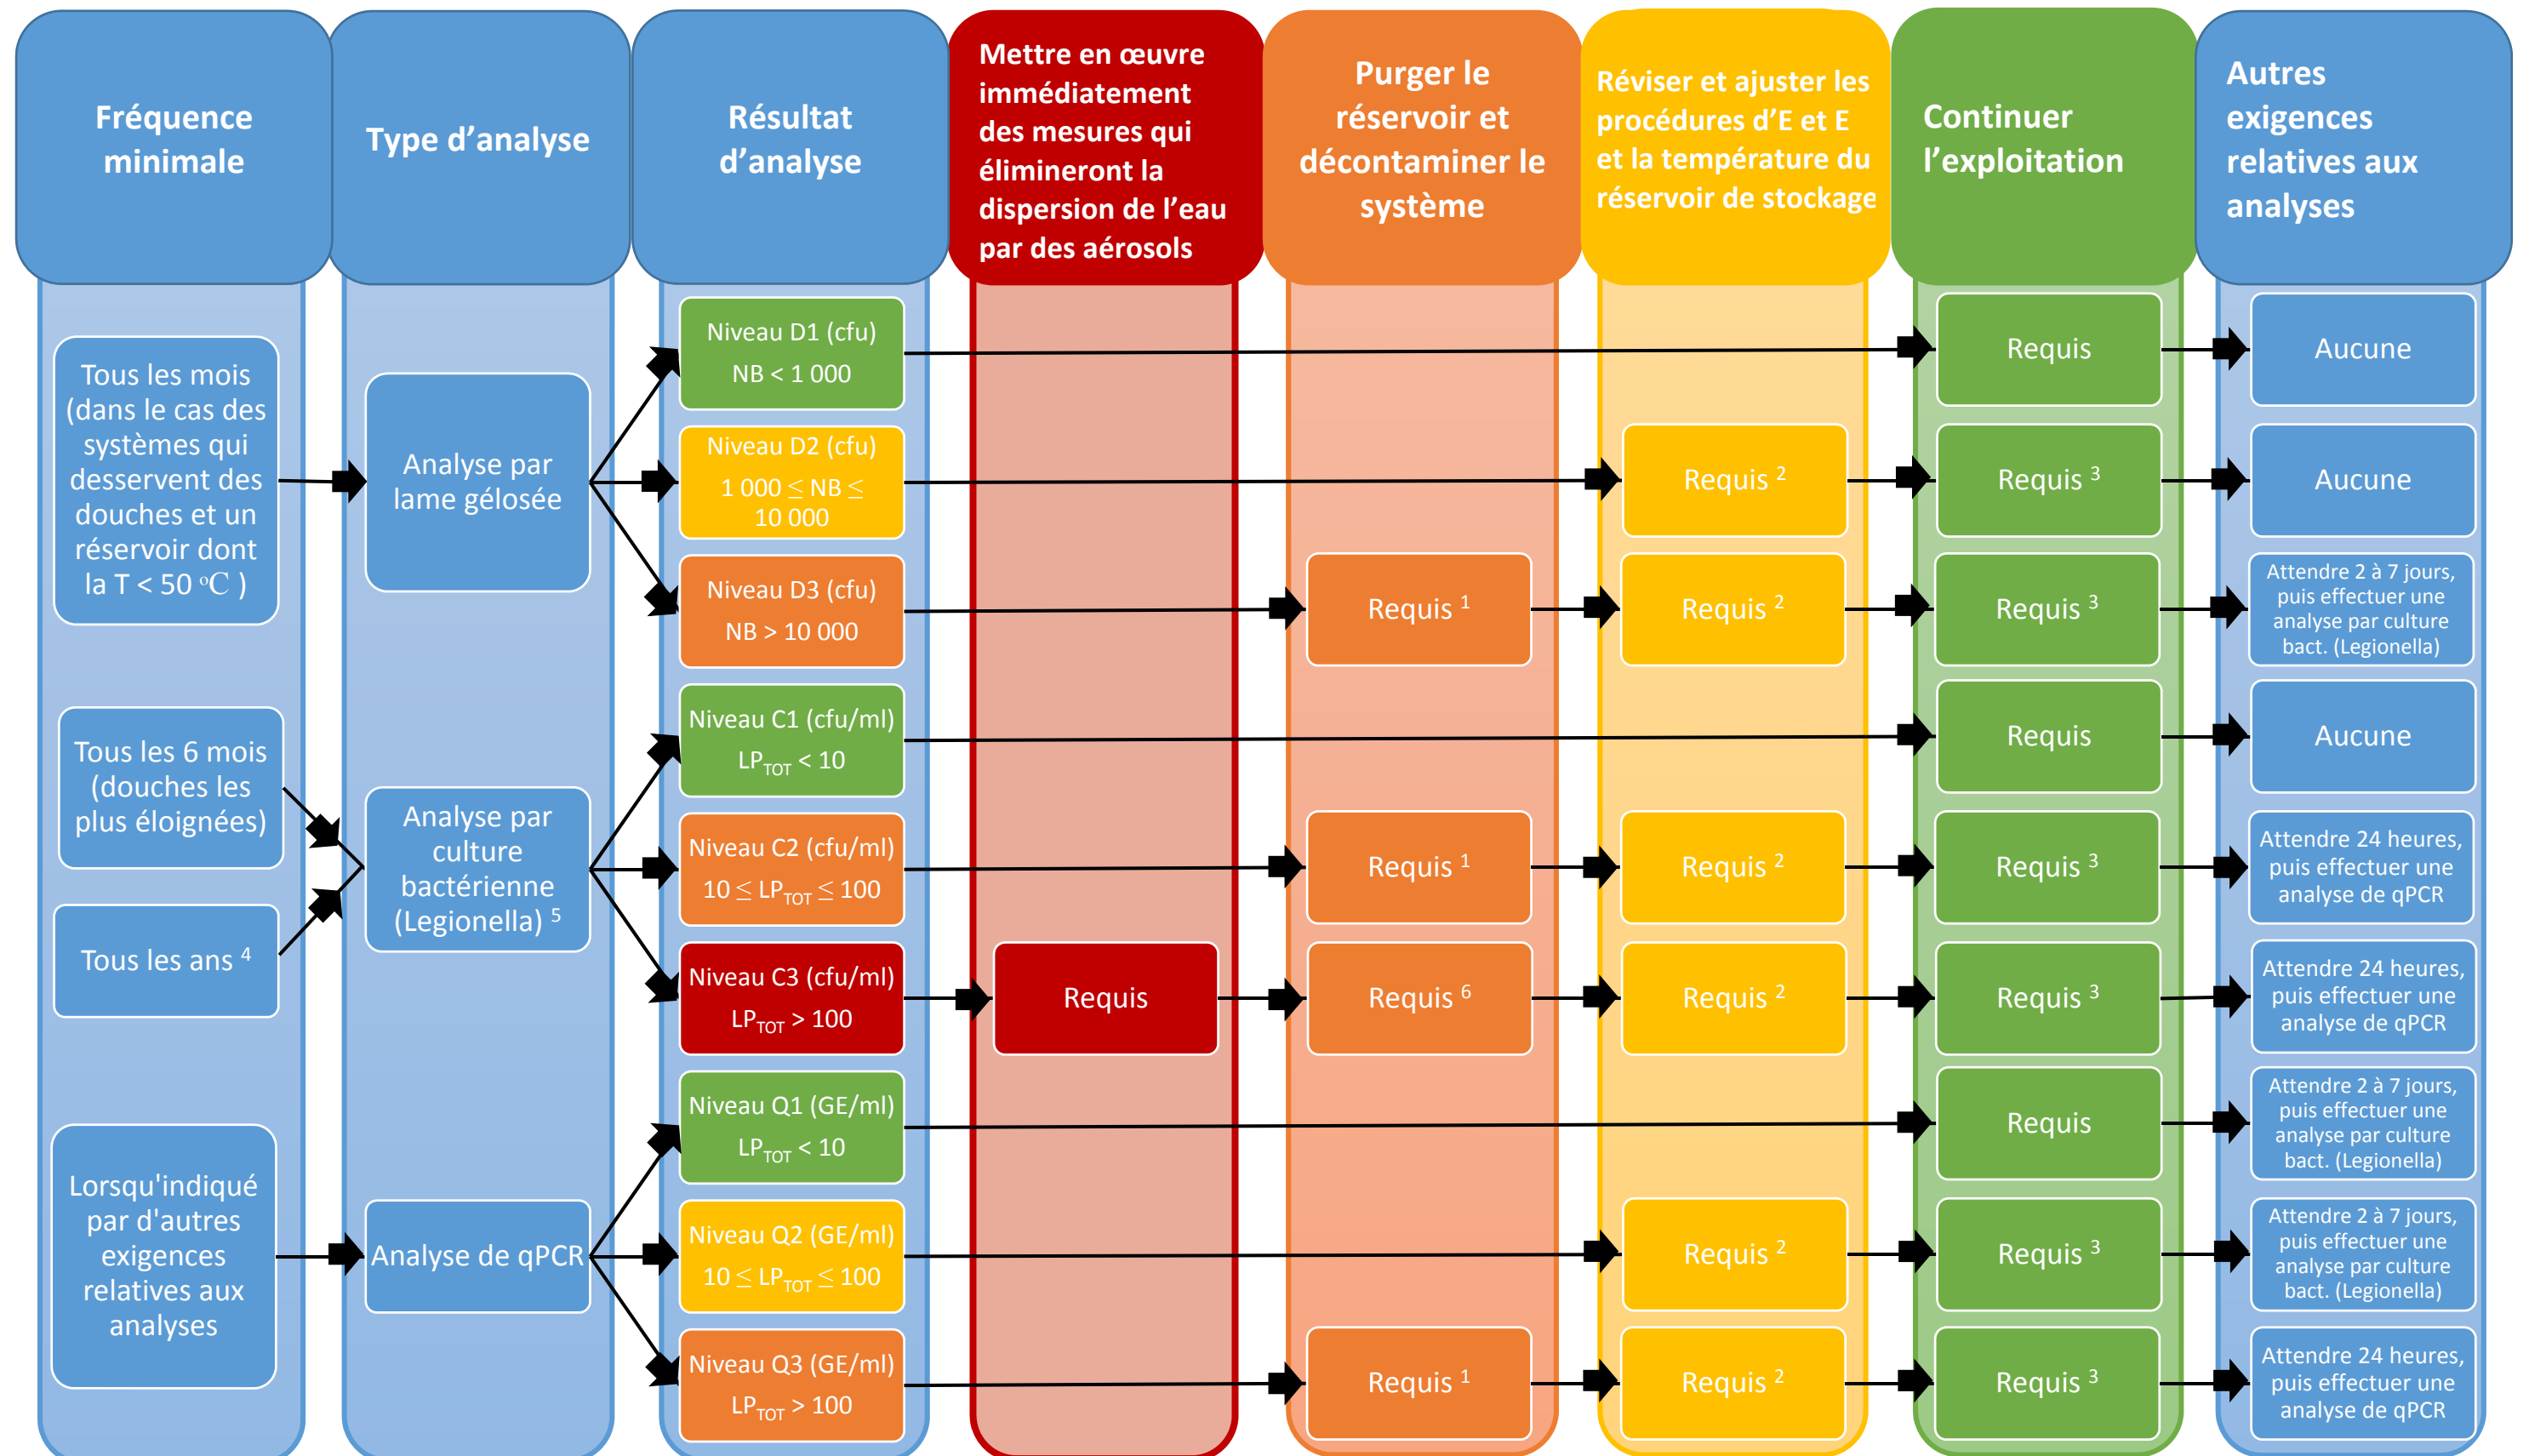 Fréquence
minimale
Type d’analyse
Résultat
d’analyse
Mettre en œuvre
immédiatement
des mesures qui
élimineront la
dispersion de l’eau
par des aérosols
Purger le
réservoir et
décontaminer le
système
Réviser et ajuster les
procédures d’E et E
et la température du
réservoir de stockage
Continuer
l’exploitation
Autres
exigences
relatives aux
analyses
Tous les mois
(dans le cas des
systèmes qui
desservent des
douches et un
réservoir dont
la T < 50 °C )
Analyse par
lame gélosée
Niveau D1 (cfu)
NB < 1 000
Requis
Aucune
Niveau D2 (cfu)
1 000 ≤ NB ≤
10 000
Requis ²
Requis ³
Aucune
Niveau D3 (cfu)
NB > 10 000
Requis ¹
Requis ²
Requis ³
Attendre 2 à 7 jours,
puis effectuer une
analyse par culture
bact. (Legionella)
Tous les 6 mois
(douches les
plus éloignées)
Tous les ans ⁴
Analyse par
culture
bactérienne
(Legionella) ⁵
Niveau C1 (cfu/ml)
LP_TOT < 10
Requis
Aucune
Niveau C2 (cfu/ml)
10 ≤ LP_TOT ≤ 100
Requis ¹
Requis ²
Requis ³
Attendre 24 heures,
puis effectuer une
analyse de qPCR
Niveau C3 (cfu/ml)
LP_TOT > 100
Requis
Requis ⁶
Requis ²
Requis ³
Attendre 24 heures,
puis effectuer une
analyse de qPCR
Lorsqu'indiqué
par d'autres
exigences
relatives aux
analyses
Analyse de qPCR
Niveau Q1 (GE/ml)
LP_TOT < 10
Requis
Attendre 2 à 7 jours,
puis effectuer une
analyse par culture
bact. (Legionella)
Niveau Q2 (GE/ml)
10 ≤ LP_TOT ≤ 100
Requis ²
Requis ³
Attendre 2 à 7 jours,
puis effectuer une
analyse par culture
bact. (Legionella)
Niveau Q3 (GE/ml)
LP_TOT > 100
Requis ¹
Requis ²
Requis ³
Attendre 24 heures,
puis effectuer une
analyse de qPCR